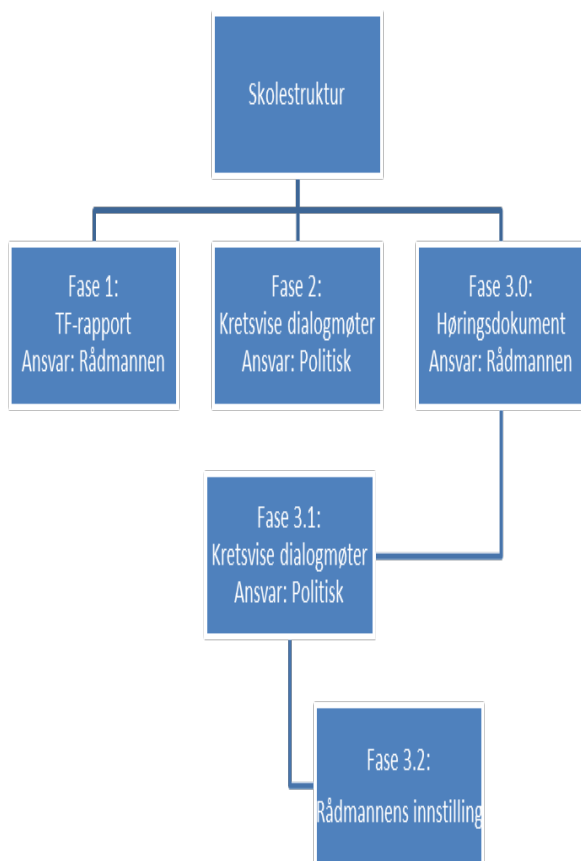 Skolestruktur
Fase 1:
TF-rapport
Ansvar: Rådmannen
Fase 2:
Kretsvise dialogmøter
Ansvar: Politisk
Fase 3.0:
Høringsdokument
Ansvar: Rådmannen
Fase 3.1:
Kretsvise dialogmøter
Ansvar: Politisk
Fase 3.2:
Rådmannens innstilling